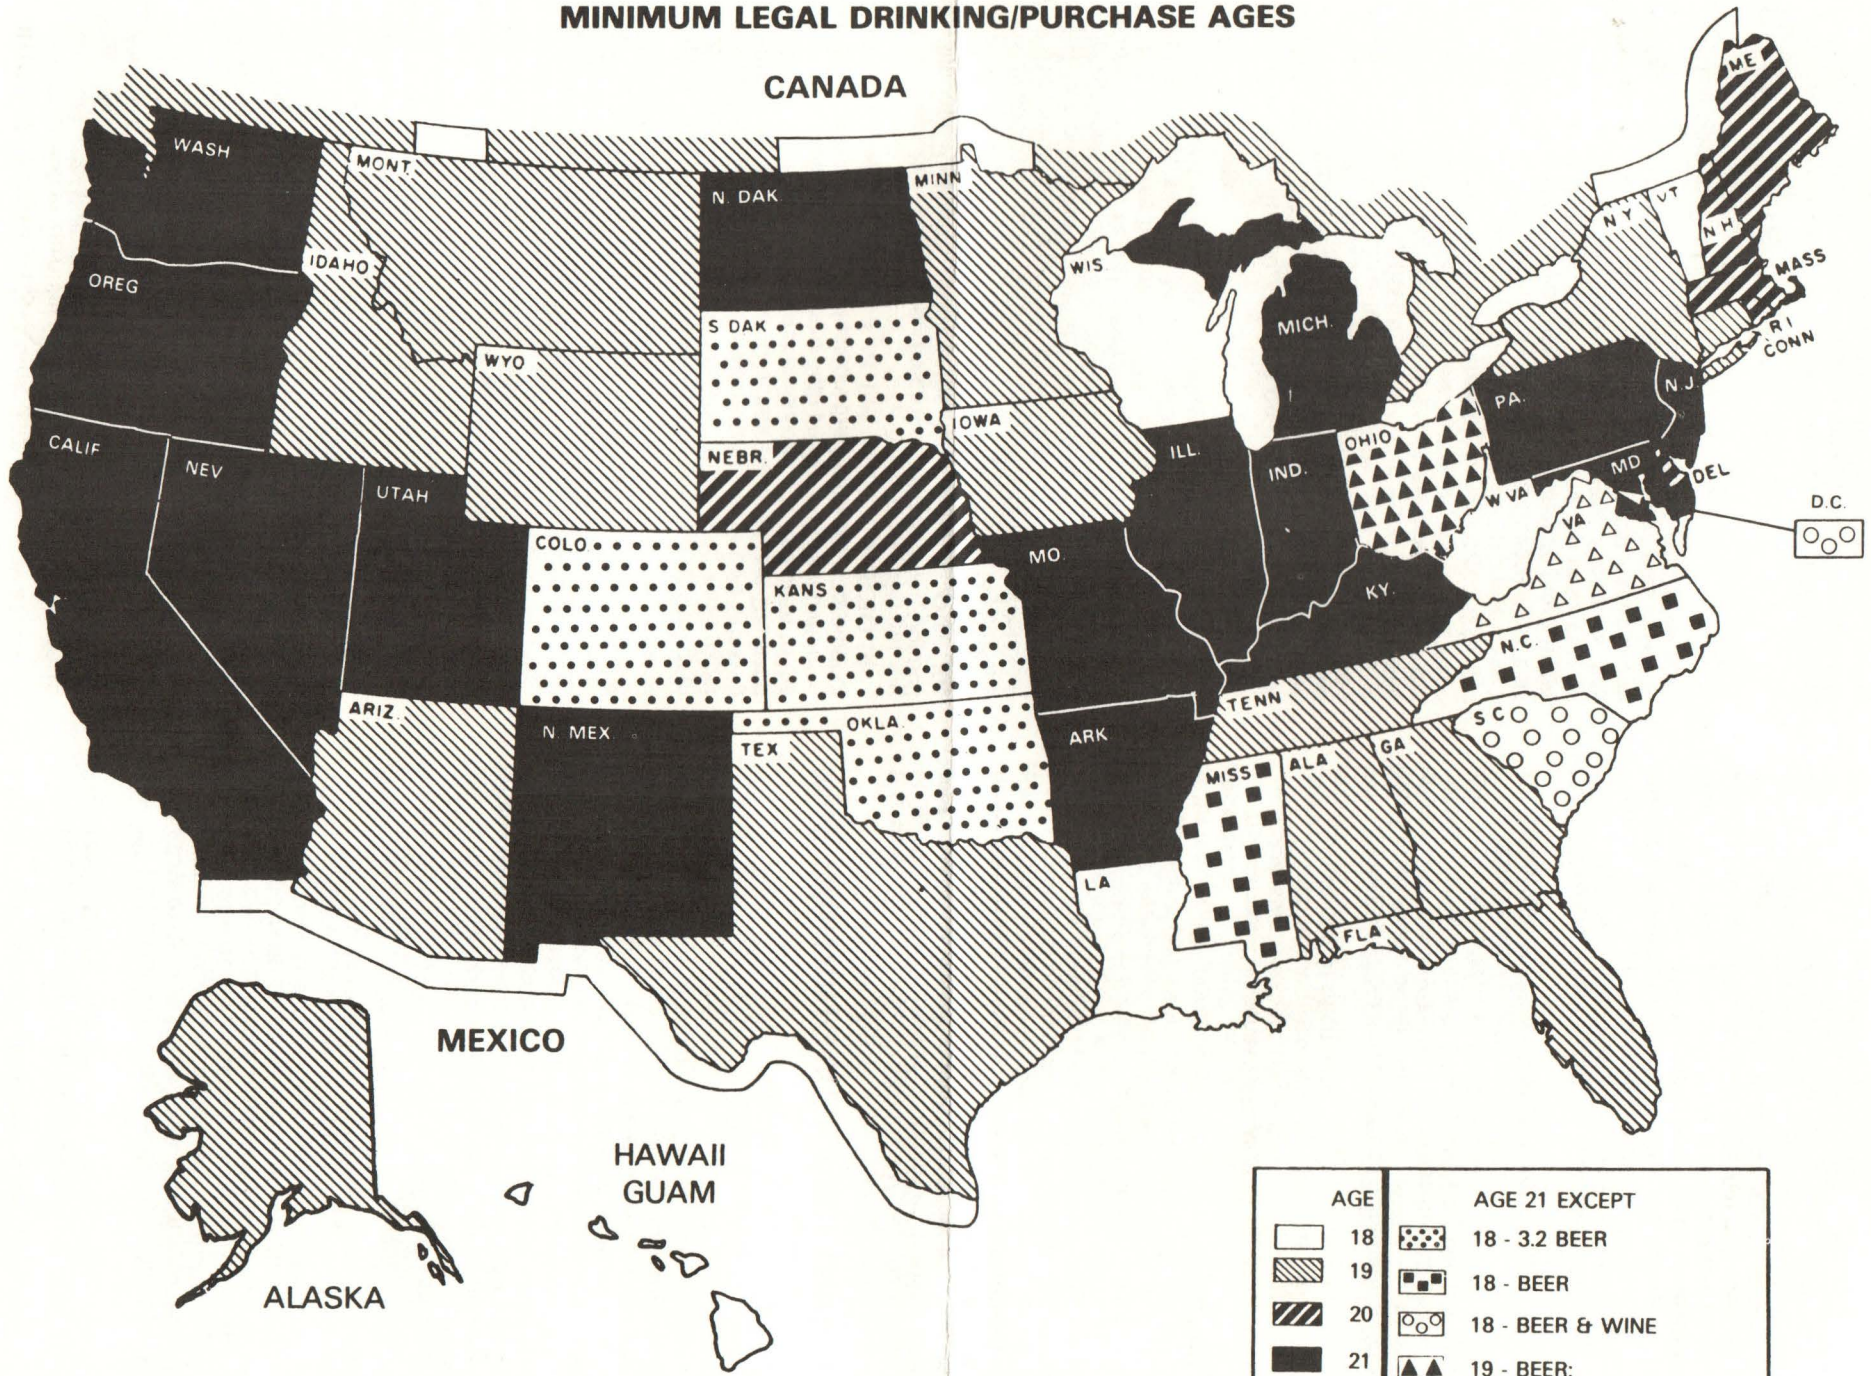 MINIMUM LEGAL DRINKING/PURCHASE AGES
CANADA
ME
WASH
MONT.
N. DAK
MINN
N.Y.
VT
N H
IDAHO
WIS
MASS
OREG
S DAK
MICH.
R I
CONN
WYO
N.J.
PA.
IOWA
CALIF
NEV
NEBR.
ILL.
IND.
OHIO
MD
DEL
UTAH
W VA
D.C.
VA
COLO
MO.
KANS
KY.
N.C.
ARIZ.
N. MEX.
OKLA.
TENN
S C
TEX
ARK
MISS
ALA
GA
LA
FLA
MEXICO
HAWAII
GUAM
ALASKA
AGE
18
19
20
21
AGE 21 EXCEPT
18 - 3.2 BEER
18 - BEER
18 - BEER & WINE
19 - BEER: